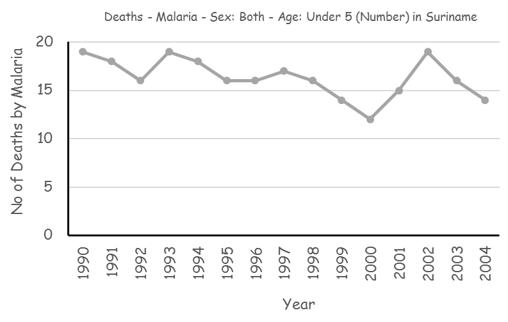 Deaths - Malaria - Sex: Both - Age: Under 5 (Number) in Suriname
No of Deaths by Malaria
20
15
10
5
0
1990 1991 1992 1993 1994 1995 1996 1997 1998 1999 2000 2001 2002 2003 2004
Year